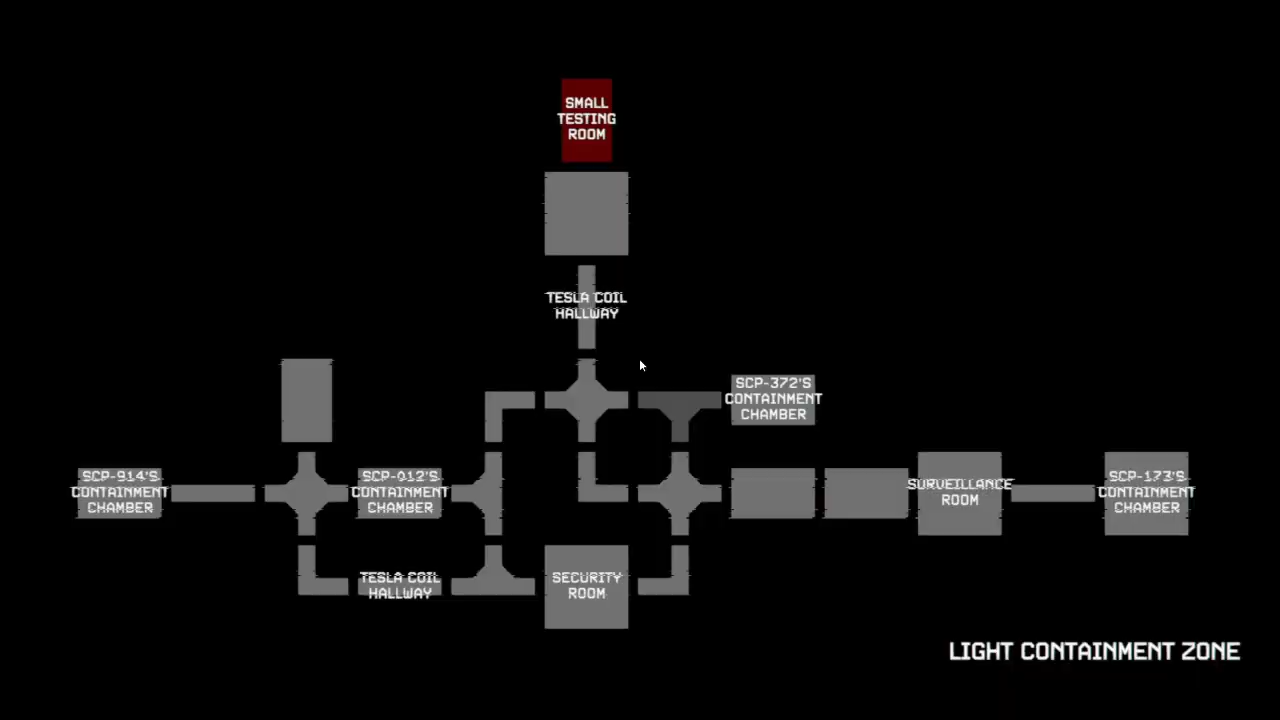 SMALL
TESTING
ROOM
TESLA COIL
HALLWAY
SCP-372'S
CONTAINMENT
CHAMBER
SCP-914'S
CONTAINMENT
CHAMBER
SCP-012'S
CONTAINMENT
CHAMBER
SURVEILLANCE
ROOM
SCP-173'S
CONTAINMENT
CHAMBER
TESLA COIL
HALLWAY
SECURITY
ROOM
LIGHT CONTAINMENT ZONE